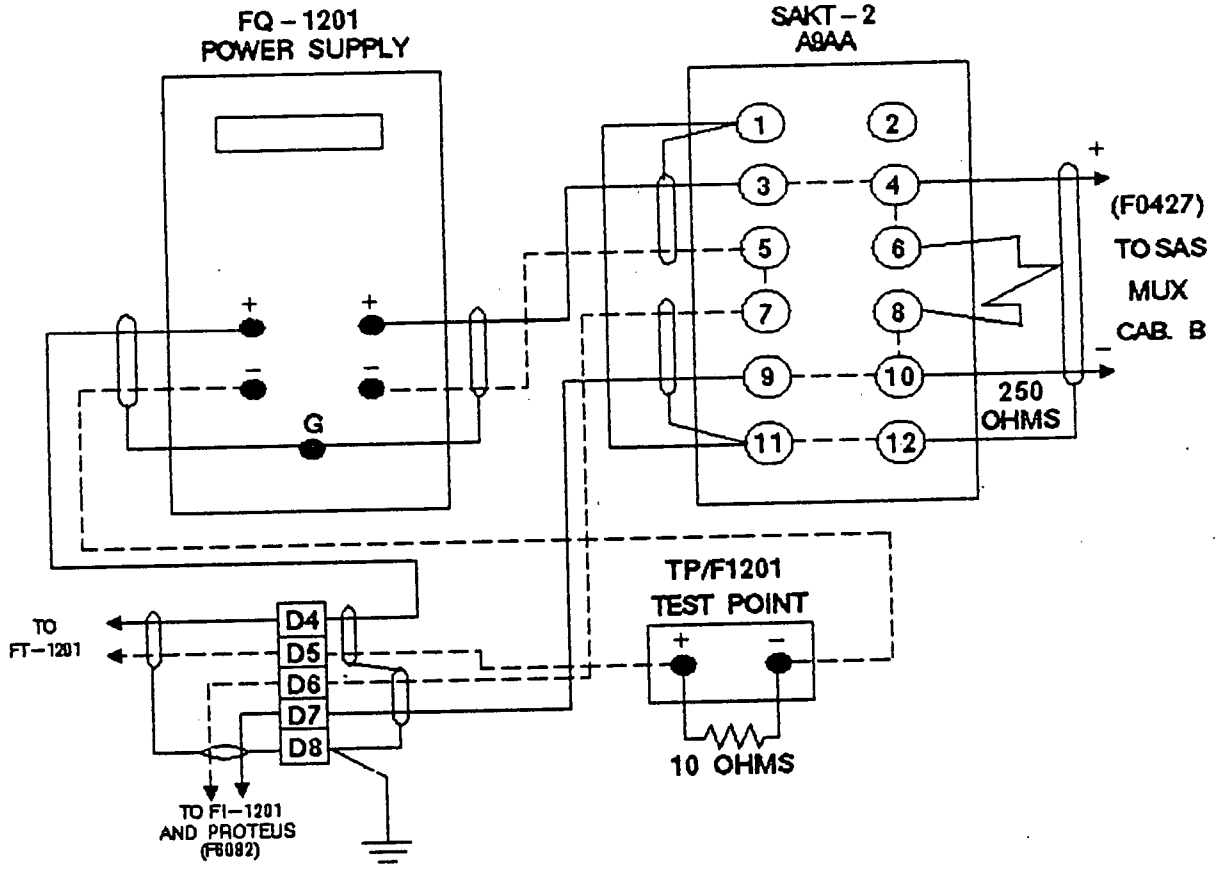 FQ-1201
POWER SUPPLY
SAKT-2
A9AA
1
2
3
4
5
6
7
8
9
10
11
12
+
(F0427)
TO SAS
MUX
CAB. B
-
250
OHMS
+
+
-
-
G
TO
FT-1201
D4
D5
D6
D7
D8
TP/F1201
TEST POINT
+
-
10 OHMS
TO FI-1201
AND PROTEUS
(F6092)